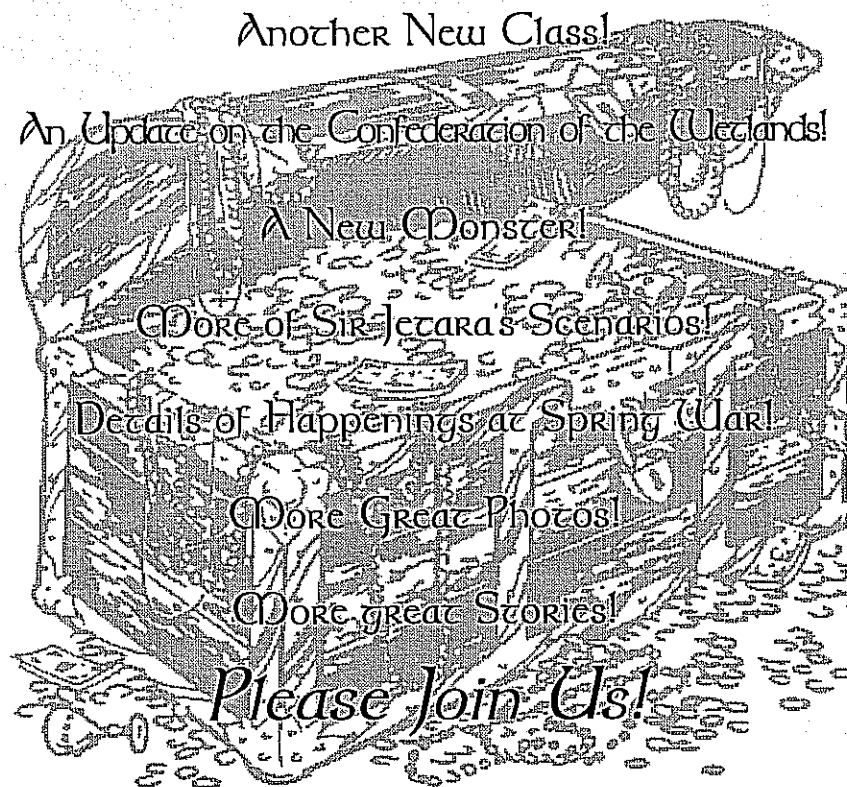 Another New Class!
An Update on the Confederation of the Wetlands!
A New Monster!
More of Sir Jetara's Scenarios!
Details of Happenings at Spring War!
More Great Photos!
More great Stories!
Please Join Us!